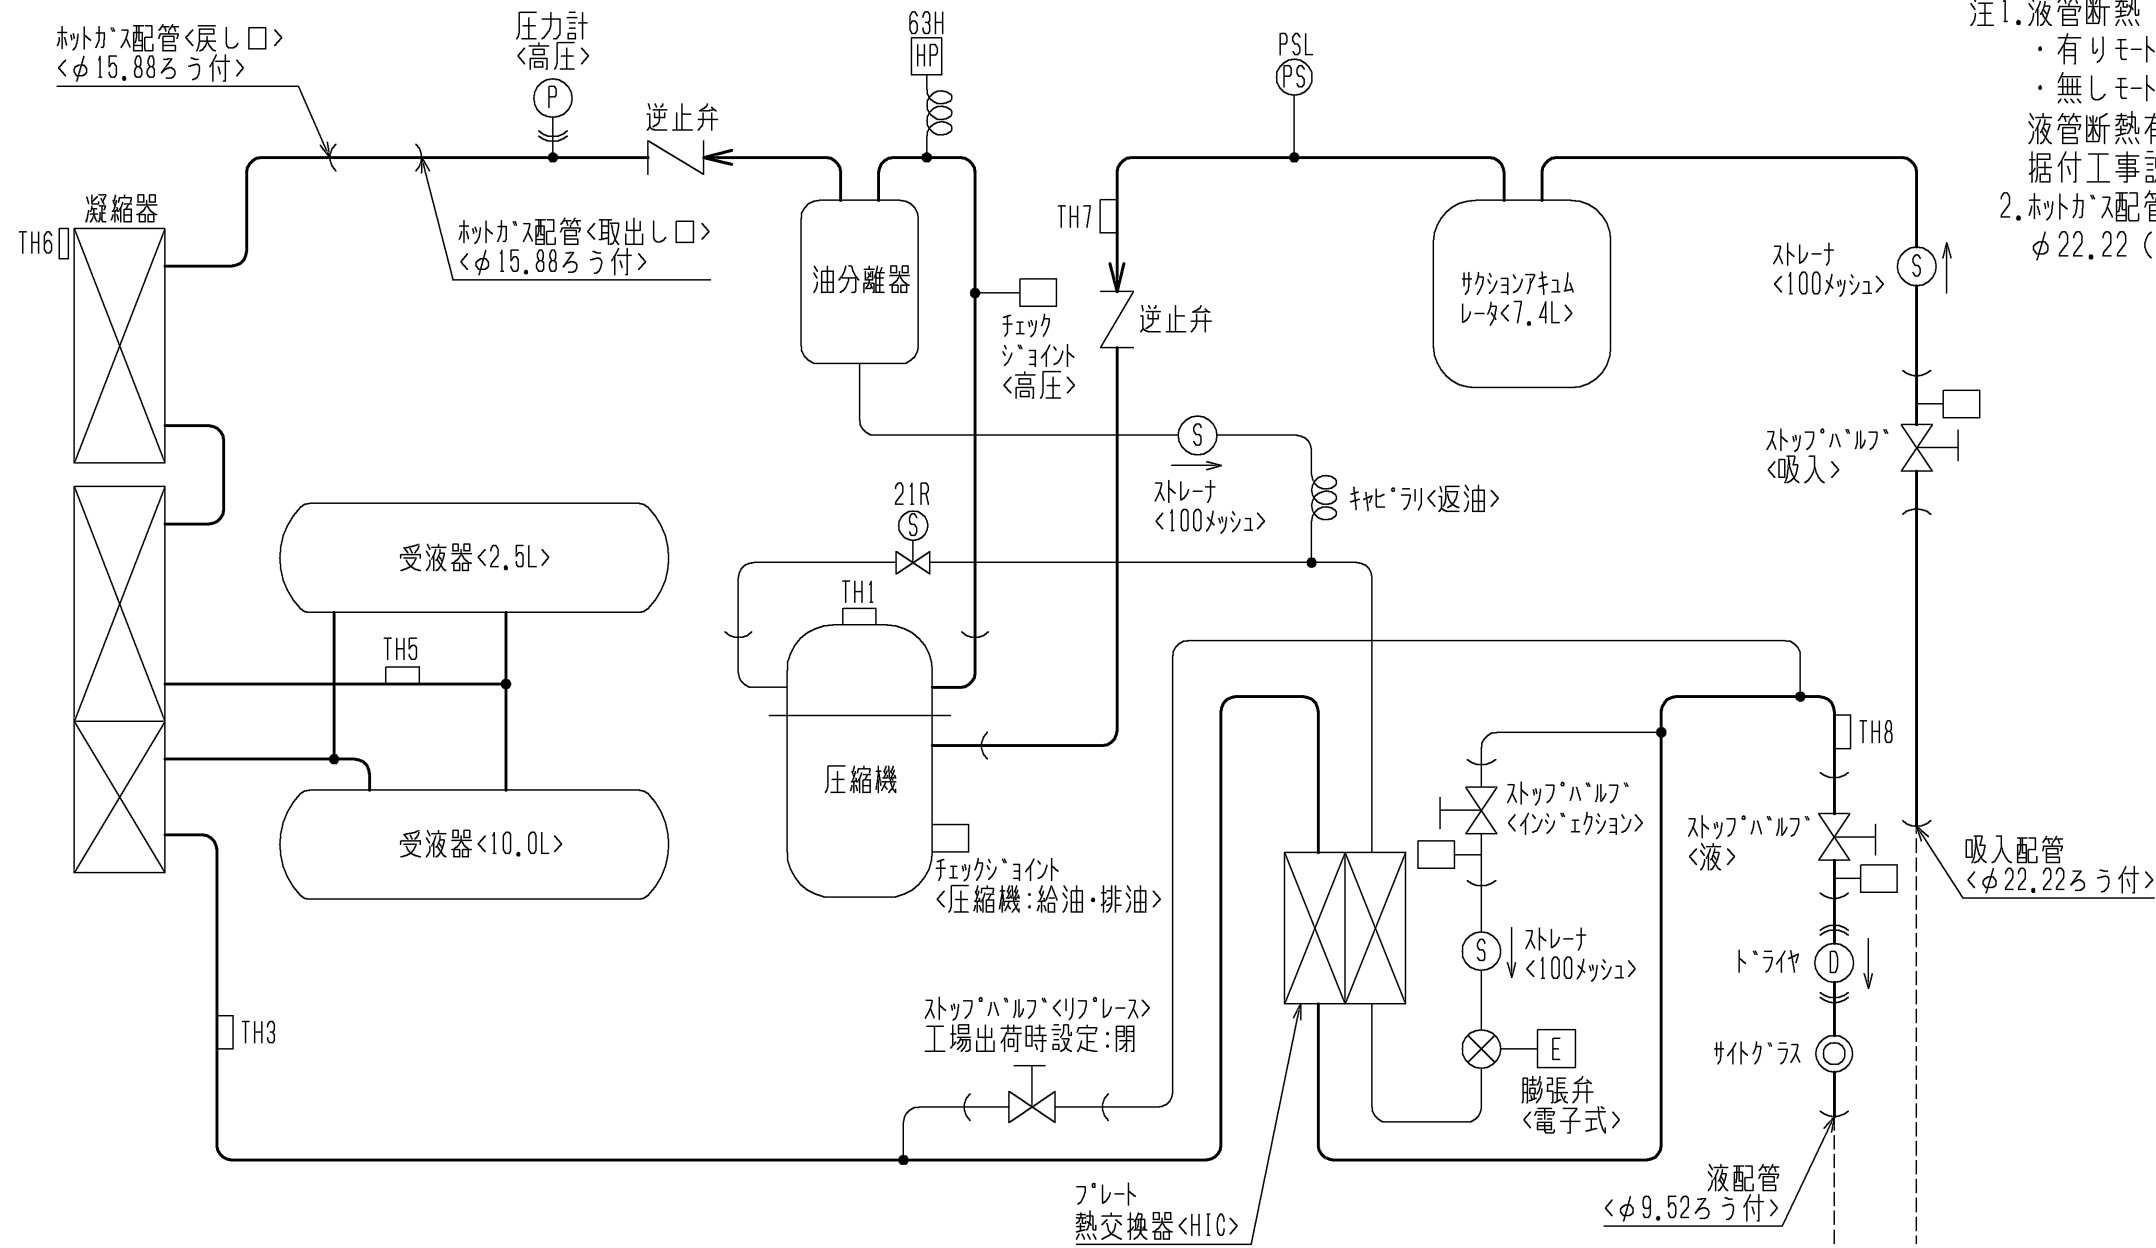 ﾎｯﾄｶﾞｽ配管<戻し口>
<φ15.88ろう付>
圧力計
<高圧>
P
63H
HP
逆止弁
PSL
PS
注1.液管断熱
・有りﾓｰﾄ
・無しﾓｰﾄ
液管断熱有
据付工事説
2.ﾎｯﾄｶﾞｽ配管
φ22.22（
凝縮器
TH6
ﾎｯﾄｶﾞｽ配管<取出し口>
<φ15.88ろう付>
油分離器
ﾁｪｯｸ
ｼﾞｮｲﾝﾄ
<高圧>
TH7
逆止弁
ｻｸｼｮﾝｱｷｭﾑ
ﾚｰﾀ<7.4L>
ｽﾄﾚｰﾅ
<100ﾒｯｼｭ>
S
ｽﾄｯﾌﾟﾊﾞﾙﾌﾞ
<吸入>
S
ｽﾄﾚｰﾅ
<100ﾒｯｼｭ>
ｷｬﾋﾟﾗﾘ<返油>
21R
S
受液器<2.5L>
TH1
TH5
TH8
圧縮機
受液器<10.0L>
ﾁｪｯｸｼﾞｮｲﾝﾄ
<圧縮機:給油･排油>
ｽﾄｯﾌﾟﾊﾞﾙﾌﾞ
<ｲﾝｼﾞｪｸｼｮﾝ>
ｽﾄｯﾌﾟﾊﾞﾙﾌﾞ
<液>
吸入配管
<φ22.22ろう付>
S
ｽﾄﾚｰﾅ
<100ﾒｯｼｭ>
ﾄﾞﾗｲﾔ
D
TH3
ｽﾄｯﾌﾟﾊﾞﾙﾌﾞ<ﾘﾌﾟﾚｰｽ>
工場出荷時設定:閉
E
膨張弁
<電子式>
ｻｲﾄｸﾞﾗｽ
ﾌﾟﾚｰﾄ
熱交換器<HIC>
液配管
<φ9.52ろう付>